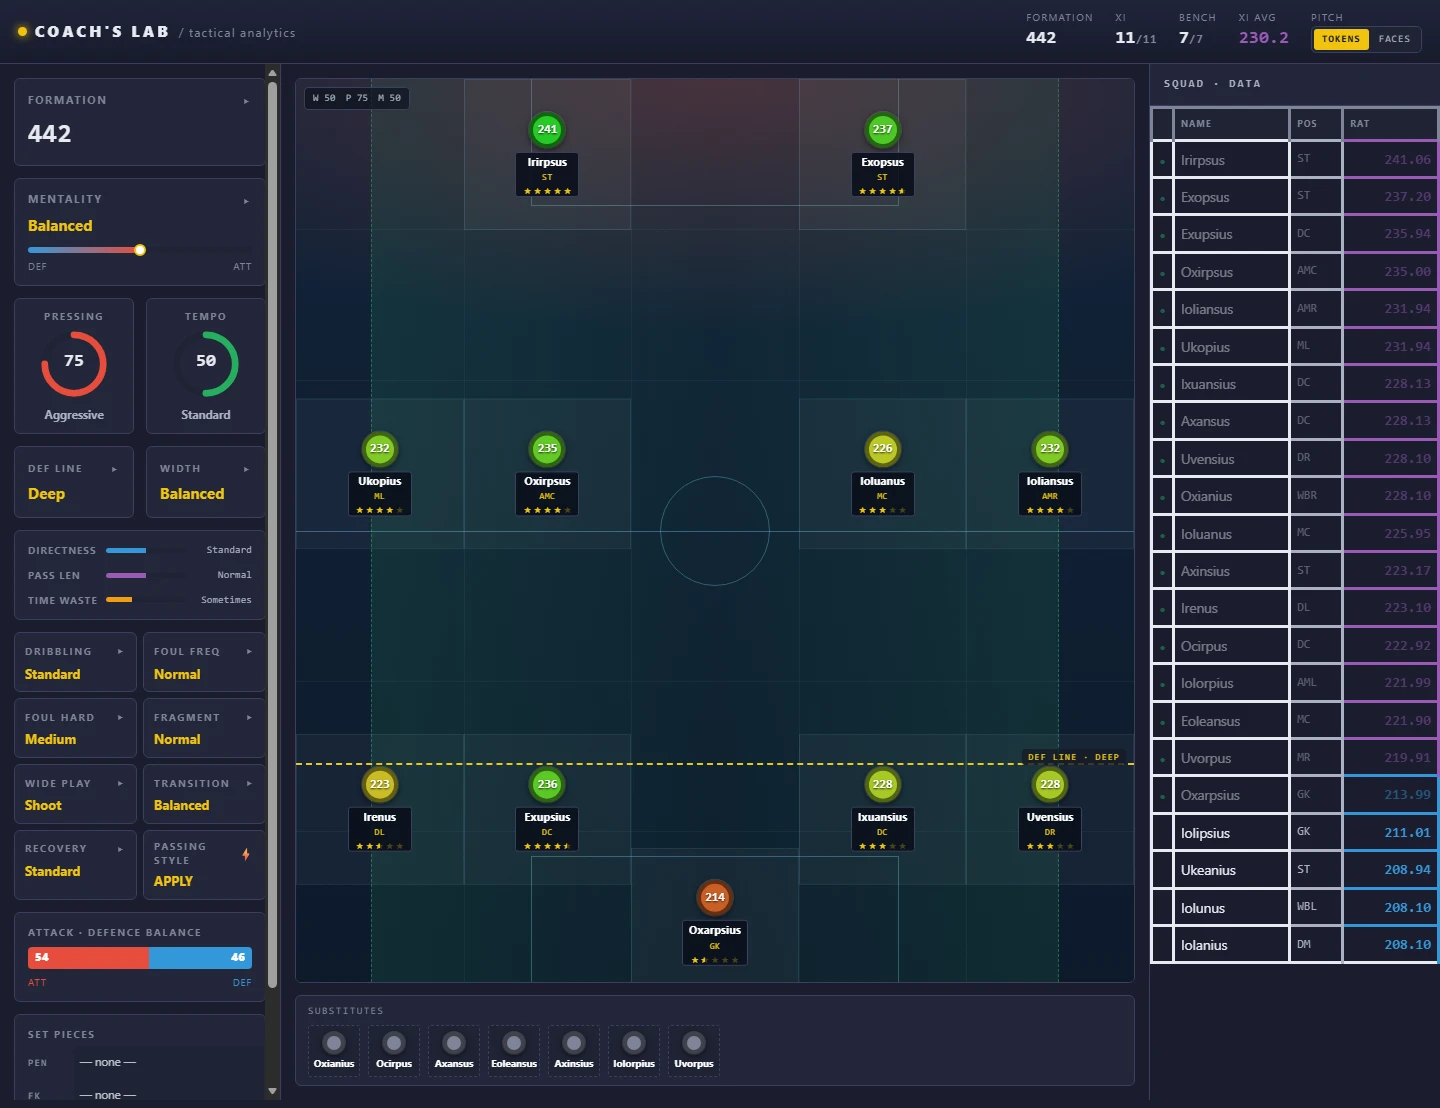 COACH'S LAB / tactical analytics
FORMATION XI BENCH XI AVG PITCH
442 11/11 7/7 230.2 TOKENS FACES
FORMATION ▸
442
MENTALITY ▸
Balanced
DEF ATT
PRESSING
75
Aggressive
TEMPO
50
Standard
DEF LINE ▸
Deep
WIDTH ▸
Balanced
DIRECTNESS Standard
PASS LEN Normal
TIME WASTE Sometimes
DRIBBLING ▸
Standard
FOUL FREQ ▸
Normal
FOUL HARD ▸
Medium
FRAGMENT ▸
Normal
WIDE PLAY ▸
Shoot
TRANSITION ▸
Balanced
RECOVERY ▸
Standard
PASSING
STYLE
APPLY
ATTACK · DEFENCE BALANCE
54 46
ATT DEF
SET PIECES
PEN — none —
FK — none —
W 50 P 75 M 50
241
Irirpsus
ST
237
Exopsus
ST
232
Ukopius
ML
235
Oxirpsus
AMC
226
Ioluanus
MC
232
Ioliansus
AMR
DEF LINE · DEEP
223
Irenus
DL
236
Exupsius
DC
228
Ixuansius
DC
228
Uvensius
DR
214
Oxarpsius
GK
SUBSTITUTES
Oxianius Ocirpus Axansus Eoleansus Axinsius Iolorpius Uvorpus
SQUAD · DATA
NAME POS RAT
Irirpsus ST 241.06
Exopsus ST 237.20
Exupsius DC 235.94
Oxirpsus AMC 235.00
Ioliansus AMR 231.94
Ukopius ML 231.94
Ixuansius DC 228.13
Axansus DC 228.13
Uvensius DR 228.10
Oxianius WBR 228.10
Ioluanus MC 225.95
Axinsius ST 223.17
Irenus DL 223.10
Ocirpus DC 222.92
Iolorpius AML 221.99
Eoleansus MC 221.90
Uvorpus MR 219.91
Oxarpsius GK 213.99
Iolipsius GK 211.01
Ukeanius ST 208.94
Iolunus WBL 208.10
Iolanius DM 208.10